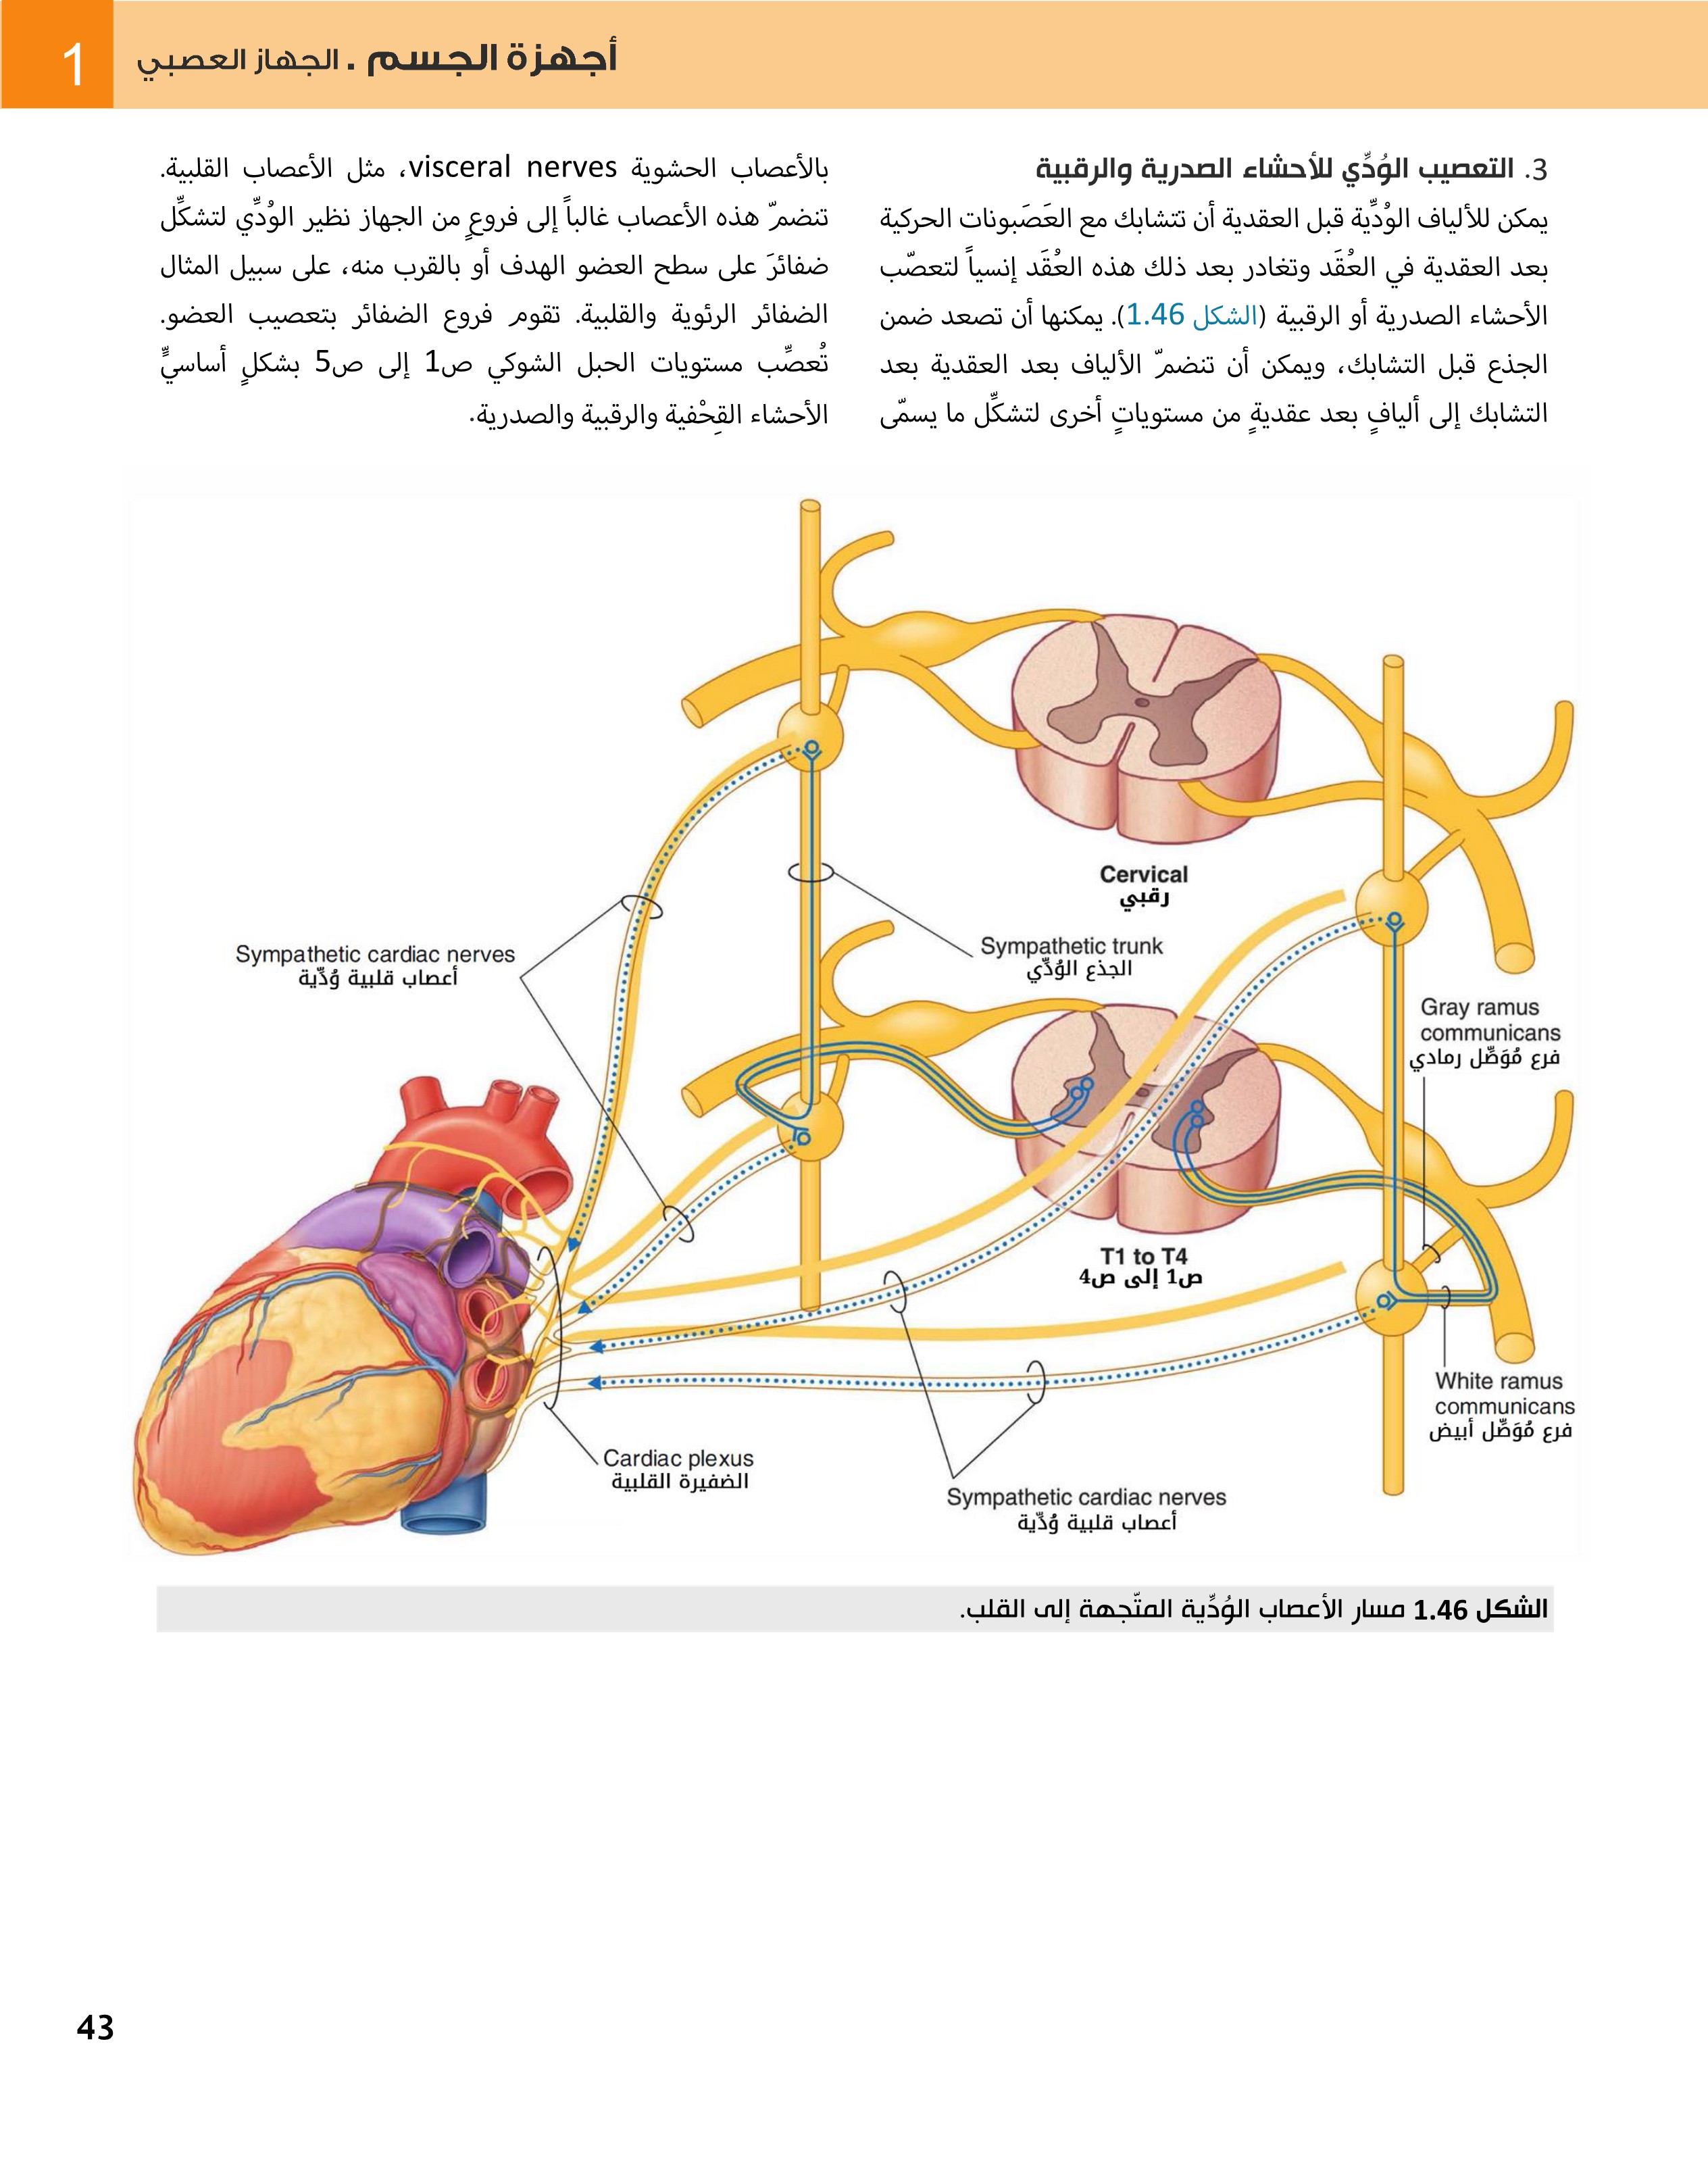 أجهزة الجسم . الجهاز العصبي
1
3. التعصيب الوُدِّي للأحشاء الصدرية والرقبية
يمكن للألياف الوُدِّية قبل العقدية أن تتشابك مع العَصَبونات الحركية
بعد العقدية في العُقَد وتغادر بعد ذلك هذه العُقَد إنسياً لتعصّب
الأحشاء الصدرية أو الرقبية (الشكل 1.46). يمكنها أن تصعد ضمن
الجذع قبل التشابك، ويمكن أن تنضمّ الألياف بعد العقدية بعد
التشابك إلى أليافٍ بعد عقديةٍ من مستوياتٍ أخرى لتشكِّل ما يسمّى
بالأعصاب الحشوية visceral nerves، مثل الأعصاب القلبية.
تنضمّ هذه الأعصاب غالباً إلى فروعٍ من الجهاز نظير الوُدِّي لتشكِّل
ضفائرَ على سطح العضو الهدف أو بالقرب منه، على سبيل المثال
الضفائر الرئوية والقلبية. تقوم فروع الضفائر بتعصيب العضو.
تُعصِّب مستويات الحبل الشوكي ص1 إلى ص5 بشكلٍ أساسيٍّ
الأحشاء القِحْفية والرقبية والصدرية.
Cervical
رقبي
Sympathetic cardiac nerves
أعصاب قلبية وُدِّية
Sympathetic trunk
الجذع الوُدِّي
Gray ramus
communicans
فرع مُوَصِّل رمادي
T1 to T4
ص1 إلى ص4
White ramus
communicans
فرع مُوَصِّل أبيض
Cardiac plexus
الضفيرة القلبية
Sympathetic cardiac nerves
أعصاب قلبية وُدِّية
الشكل 1.46 مسار الأعصاب الوُدِّية المتّجهة إلى القلب.
43